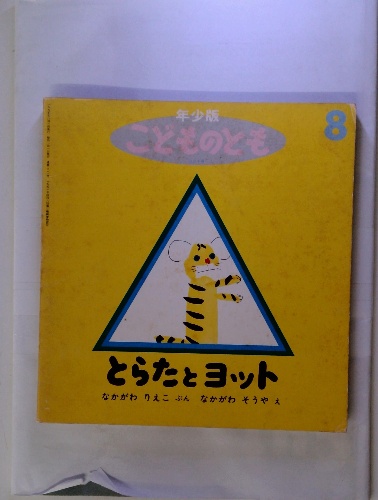 年少版
こどものとも
8
とらたとヨット
なかがわ りえこ ぶん なかがわ そうや え